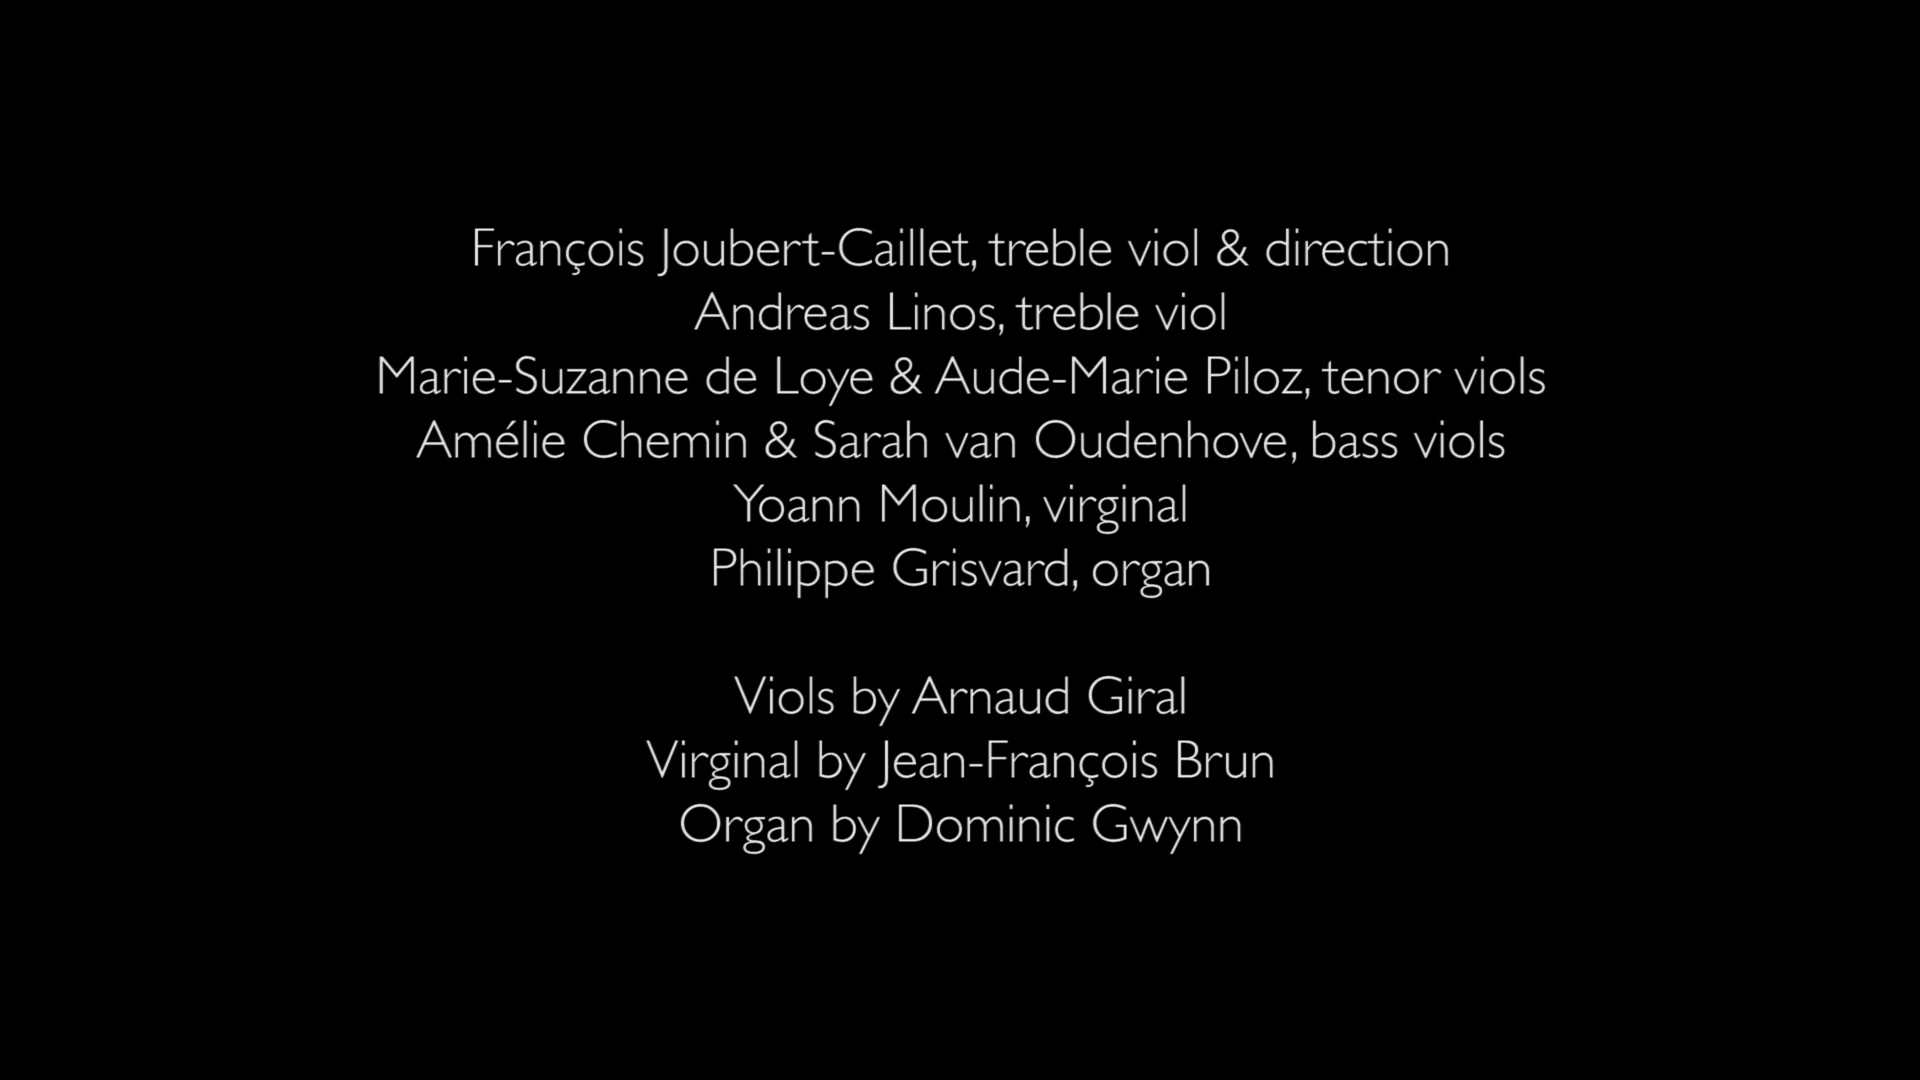 François Joubert-Caillet, treble viol & direction
Andreas Linos, treble viol
Marie-Suzanne de Loye & Aude-Marie Piloz, tenor viols
Amélie Chemin & Sarah van Oudenhove, bass viols
Yoann Moulin, virginal
Philippe Grisvard, organ
Viols by Arnaud Giral
Virginal by Jean-François Brun
Organ by Dominic Gwynn